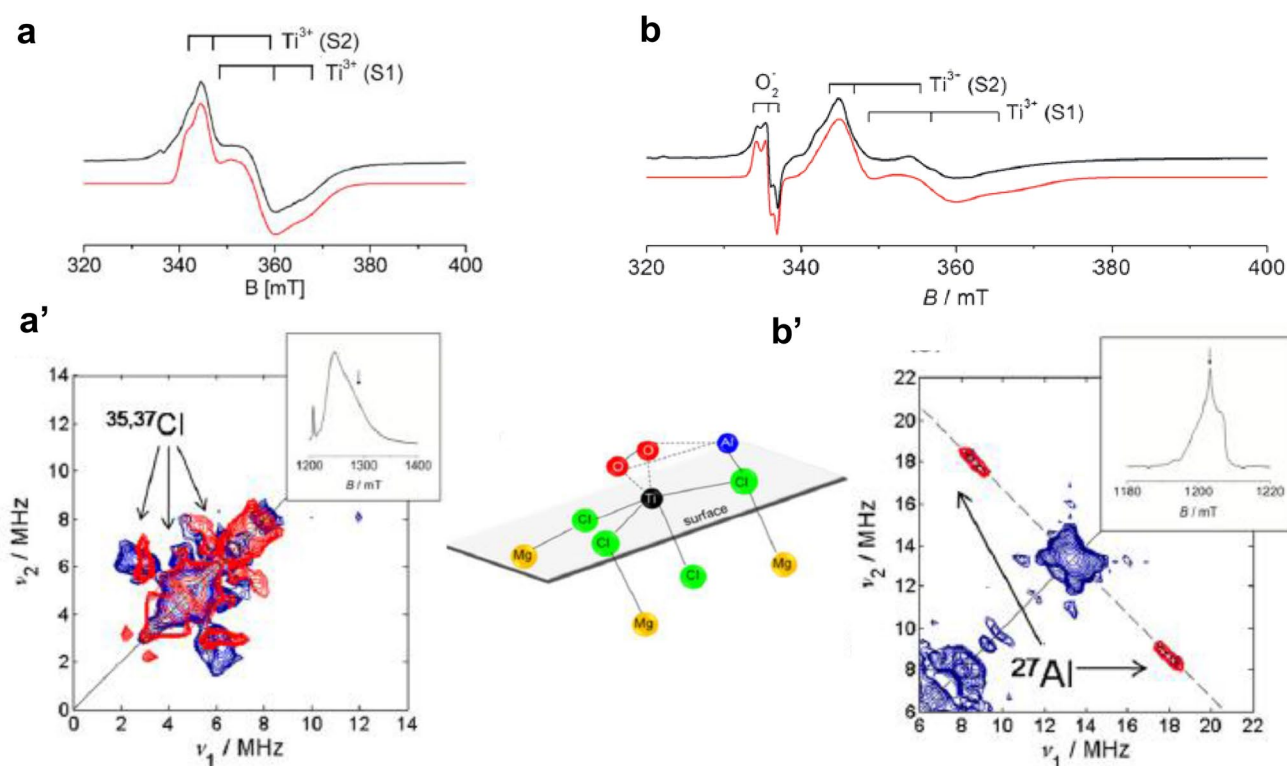 a
Ti3+ (S2)
Ti3+ (S1)
320 340 360 380 400
B [mT]
b
O2-
Ti3- (S2)
Ti3+ (S1)
320 340 360 380 400
B / mT
a'
14
12
10
8
6
4
2
0
ν2 / MHz
35,37Cl
1200 1300 1400
B / mT
0 2 4 6 8 10 12 14
ν1 / MHz
O O Al
Ti Cl
Cl surface
Cl
Mg Cl Mg
Mg
b'
22
20
18
16
14
12
10
8
6
ν2 / MHz
1180 1200 1220
B / mT
27Al
6 8 10 12 14 16 18 20 22
ν1 / MHz